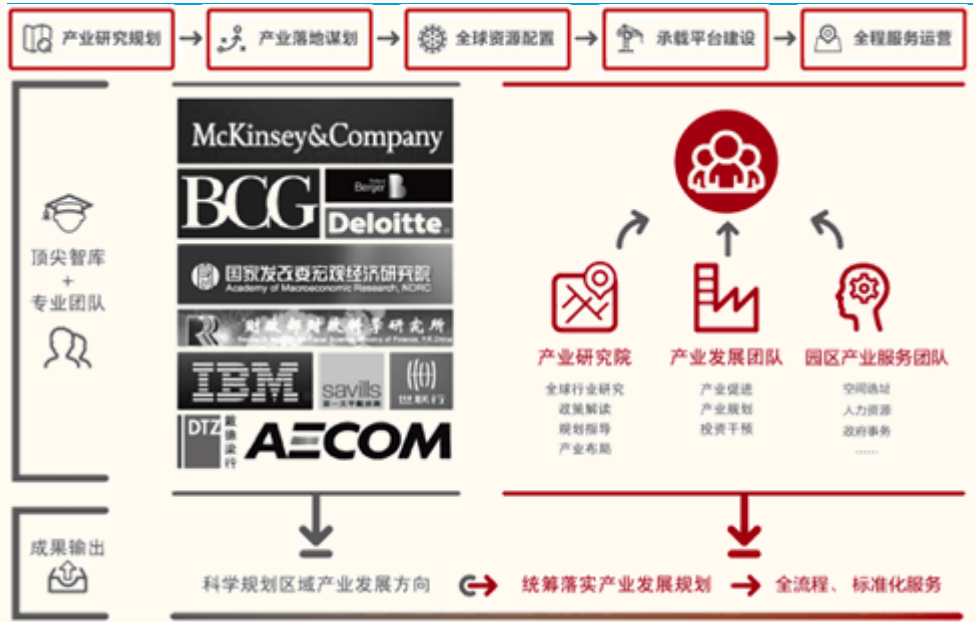 产业研究规划
产业落地谋划
全球资源配置
承载平台建设
全程服务运营
顶尖智库
+
专业团队
McKinsey&Company
BCG
Roland
Berger
B
Deloitte.
国家发改委宏观经济研究院
Academy of Macroeconomic Research, NDRC
财政部财政科学研究所
IBM
savills
第一太平戴维斯
世联行
DTZ
戴德梁行
AECOM
产业研究院
全球行业研究
政策解读
规划指导
产业布局
产业发展团队
产业促进
产业规划
投资干预
园区产业服务团队
空间选址
人力资源
政府事务
......
成果输出
科学规划区域产业发展方向
统筹落实产业发展规划
全流程、标准化服务